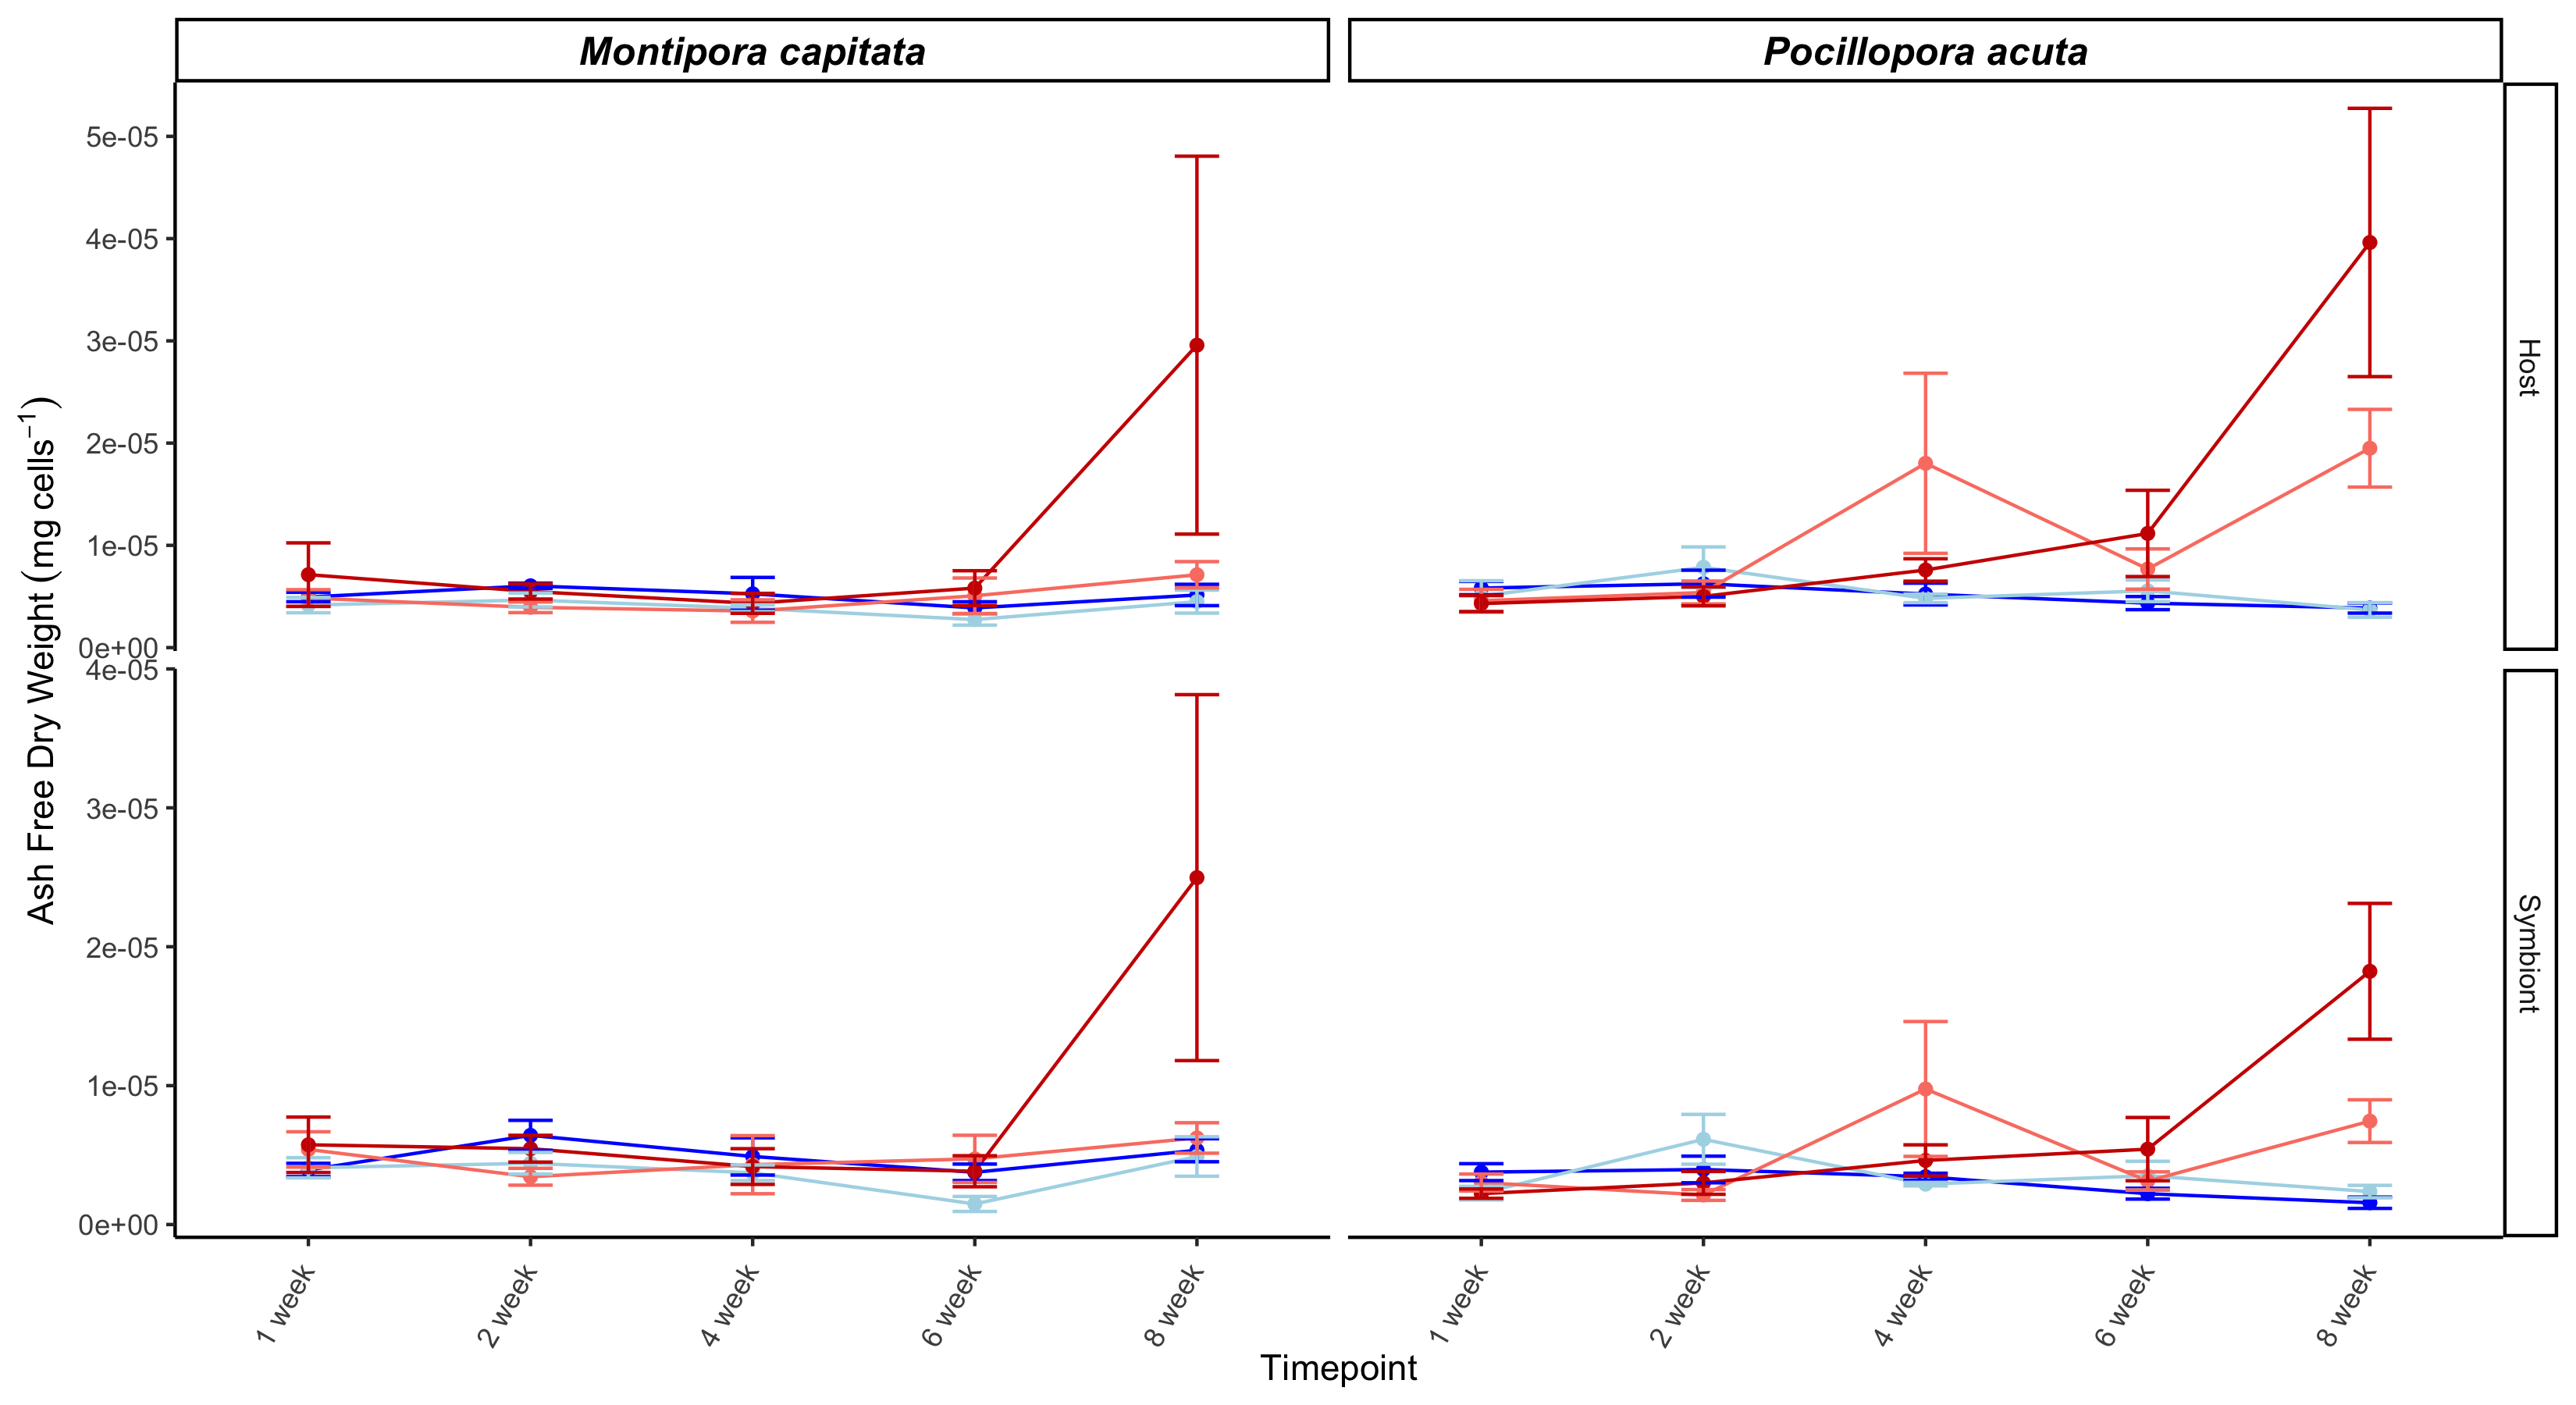 Montipora capitata
Pocillopora acuta
Ash Free Dry Weight (mg cells⁻¹)
5e-05
4e-05
3e-05
2e-05
1e-05
0e+00
Host
4e-05
3e-05
2e-05
1e-05
0e+00
Symbiont
1 week
2 week
4 week
6 week
8 week
1 week
2 week
4 week
6 week
8 week
Timepoint